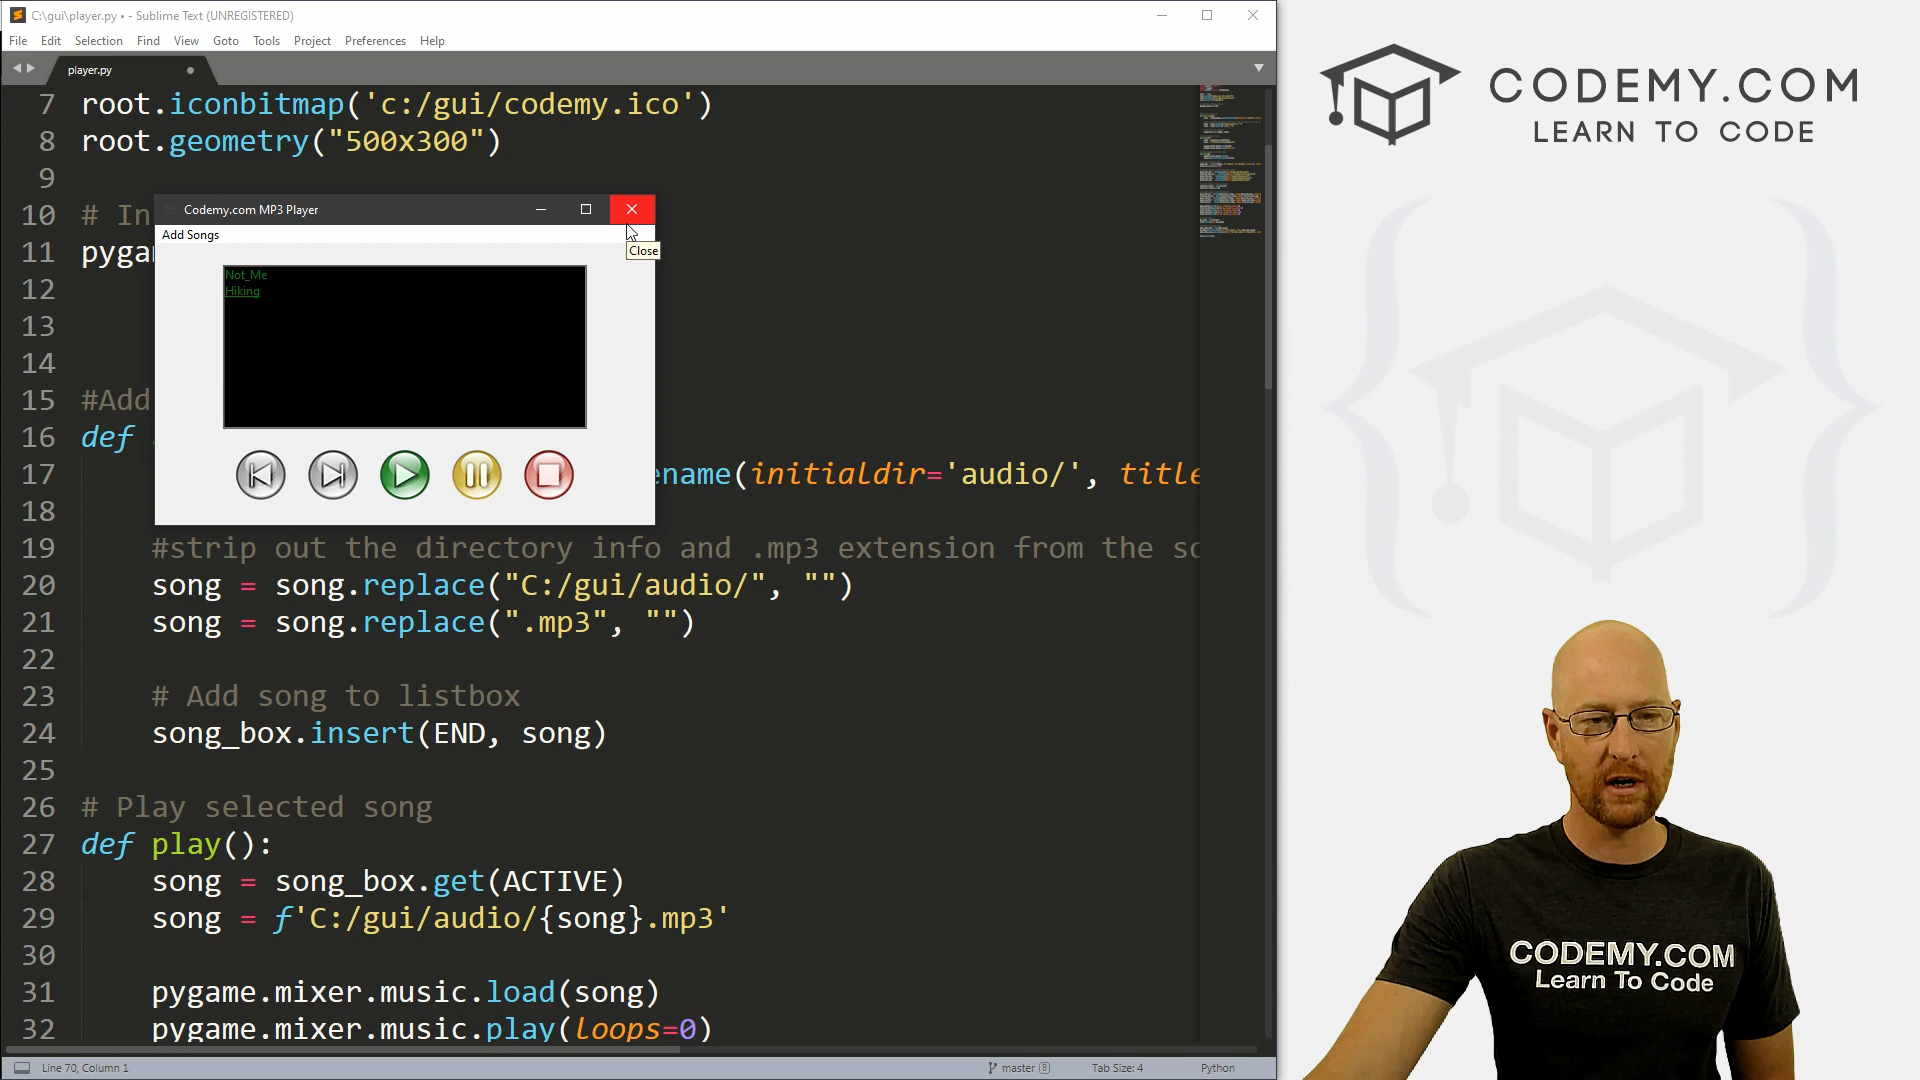 C:\gui\player.py • - Sublime Text (UNREGISTERED)
File Edit Selection Find View Goto Tools Project Preferences Help
player.py
7 root.iconbitmap('c:/gui/codemy.ico')
8 root.geometry("500x300")
9
10 # In
11 pyga
12
13
14
15 #Add
16 def
17 ename(initialdir='audio/', title
18
19 #strip out the directory info and .mp3 extension from the so
20 song = song.replace("C:/gui/audio/", "")
21 song = song.replace(".mp3", "")
22
23 # Add song to listbox
24 song_box.insert(END, song)
25
26 # Play selected song
27 def play():
28 song = song_box.get(ACTIVE)
29 song = f'C:/gui/audio/{song}.mp3'
30
31 pygame.mixer.music.load(song)
32 pygame.mixer.music.play(loops=0)
Codemy.com MP3 Player
Add Songs
Close
Not_Me
Hiking
Line 70, Column 1
master 8
Tab Size: 4
Python
CODEMY.COM
LEARN TO CODE
CODEMY.COM
Learn To Code